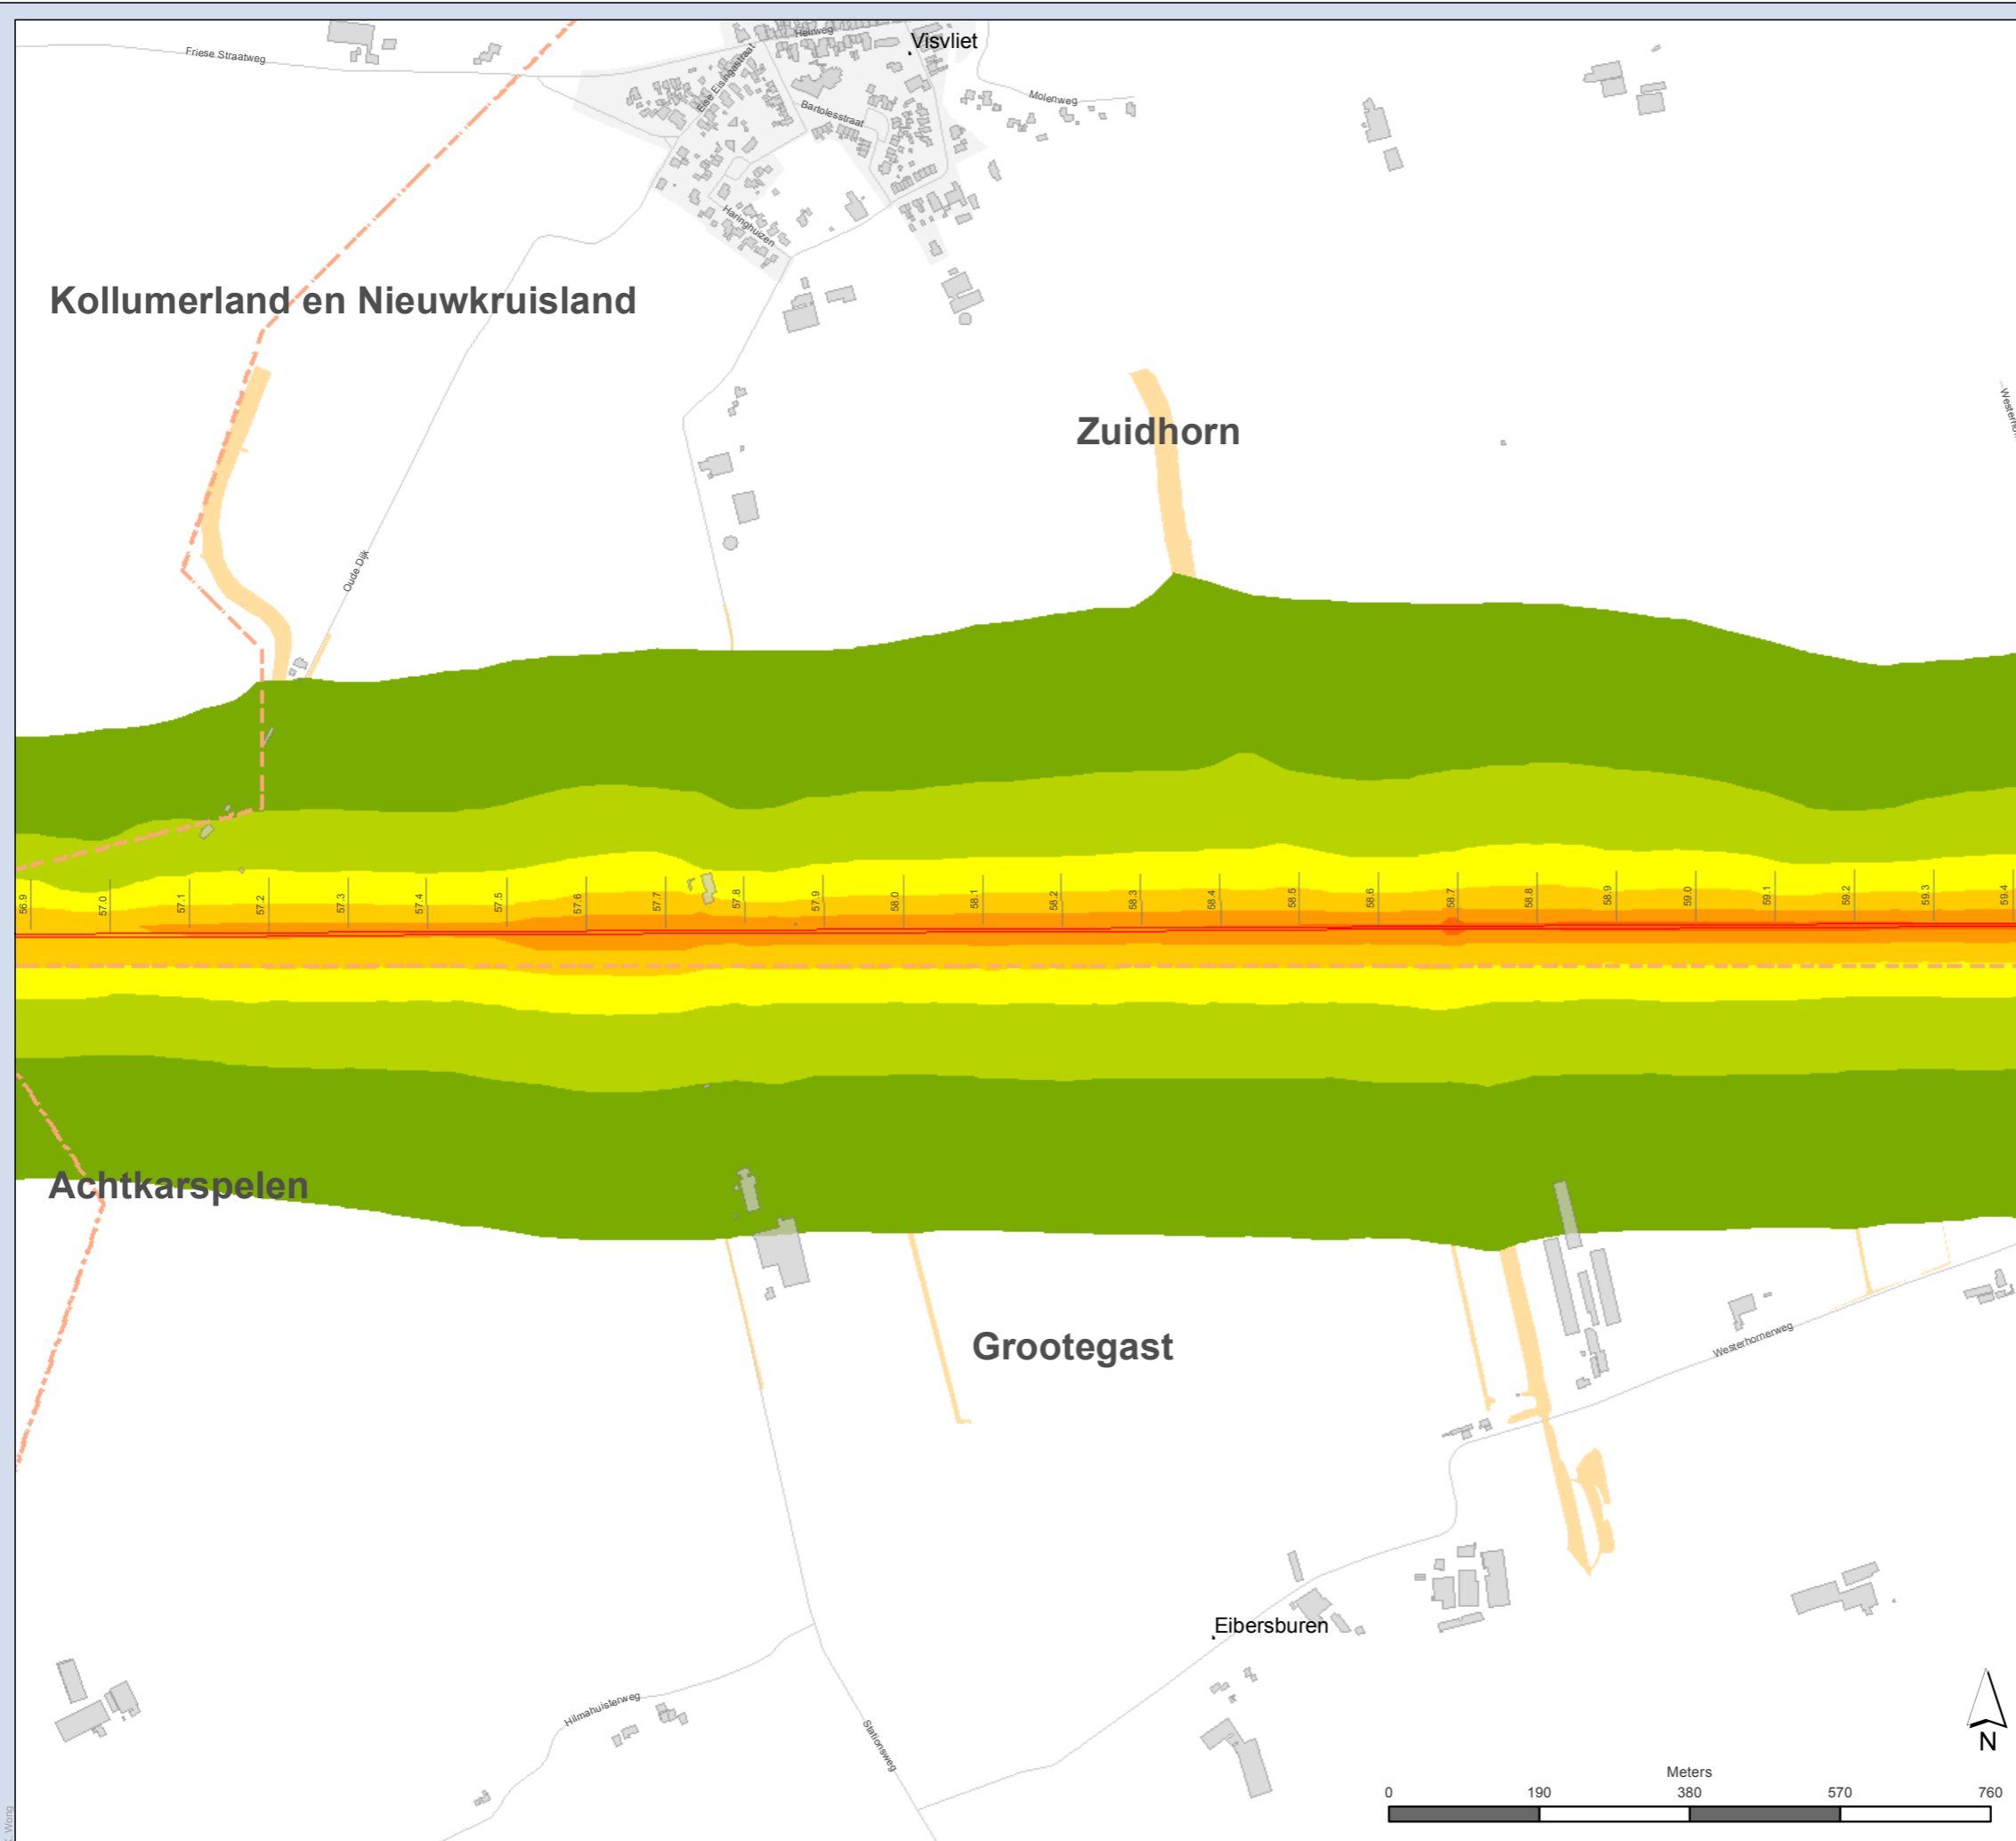 Heirweg
Visvliet
Friese Straatweg
Eise Eisingastraat
Bartolesstraat
Molenweg
Haringhuizen
Kollumerland en Nieuwkruisland
Zuidhorn
Oude Dijk
56.9 57.0 57.1 57.2 57.3 57.4 57.5 57.6 57.7 57.8 57.9 58.0 58.1 58.2 58.3 58.4 58.5 58.6 58.7 58.8 58.9 59.0 59.1 59.2 59.3 59.4
Achtkarspelen
Grootegast
Westerhornerweg
Eibersburen
Hilmahuisterweg
Stationsweg
N
Meters
0 190 380 570 760
Wong